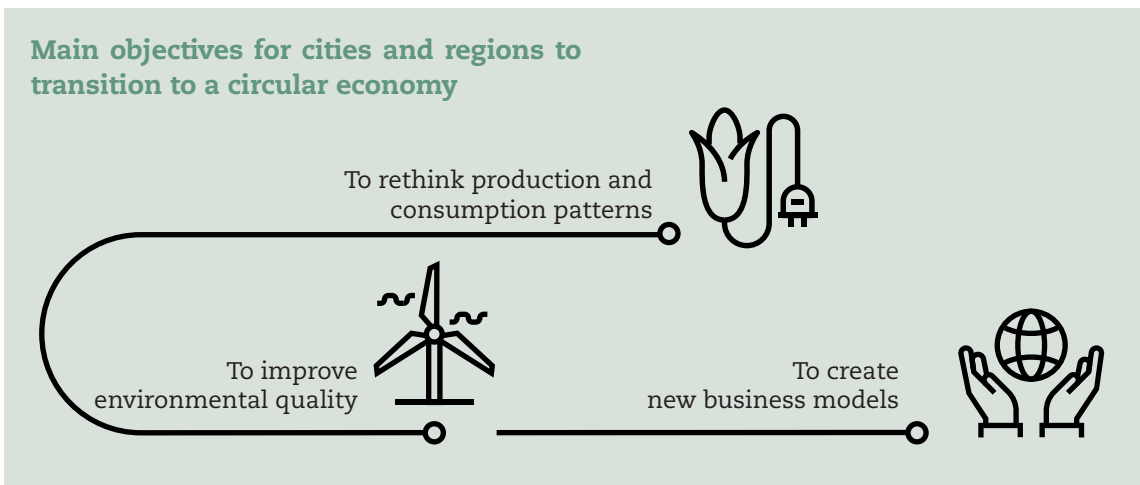 Main objectives for cities and regions to
transition to a circular economy
To rethink production and
consumption patterns
To improve
environmental quality
To create
new business models